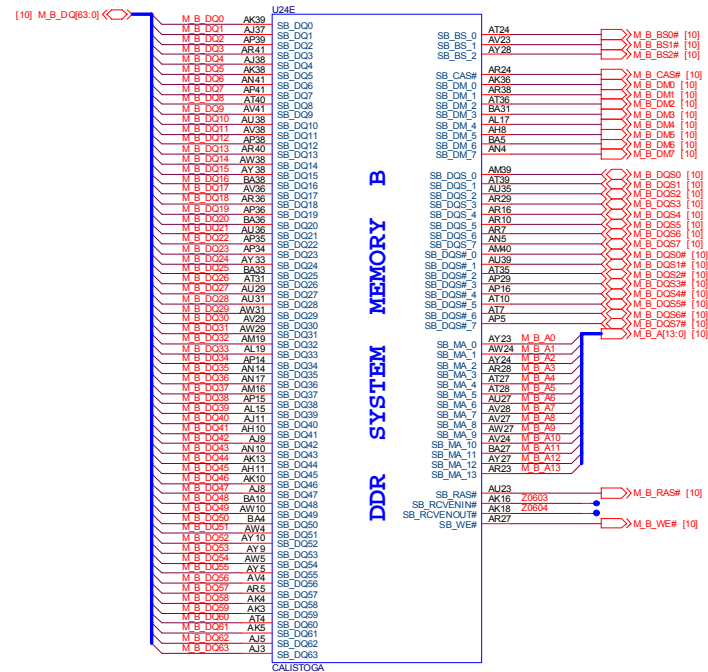 U24E
[10] M_B_DQ[63:0]
M_B_DQ0 AK39 SB_DQ0
M_B_DQ1 AJ37 SB_DQ1
M_B_DQ2 AP39 SB_DQ2
M_B_DQ3 AR41 SB_DQ3
M_B_DQ4 AJ38 SB_DQ4
M_B_DQ5 AK38 SB_DQ5
M_B_DQ6 AN41 SB_DQ6
M_B_DQ7 AP41 SB_DQ7
M_B_DQ8 AT40 SB_DQ8
M_B_DQ9 AV41 SB_DQ9
M_B_DQ10 AU38 SB_DQ10
M_B_DQ11 AV38 SB_DQ11
M_B_DQ12 AP38 SB_DQ12
M_B_DQ13 AR40 SB_DQ13
M_B_DQ14 AW38 SB_DQ14
M_B_DQ15 AY38 SB_DQ15
M_B_DQ16 BA38 SB_DQ16
M_B_DQ17 AV36 SB_DQ17
M_B_DQ18 AR36 SB_DQ18
M_B_DQ19 AP36 SB_DQ19
M_B_DQ20 BA36 SB_DQ20
M_B_DQ21 AU36 SB_DQ21
M_B_DQ22 AP35 SB_DQ22
M_B_DQ23 AP34 SB_DQ23
M_B_DQ24 AY33 SB_DQ24
M_B_DQ25 BA33 SB_DQ25
M_B_DQ26 AT31 SB_DQ26
M_B_DQ27 AU29 SB_DQ27
M_B_DQ28 AU31 SB_DQ28
M_B_DQ29 AW31 SB_DQ29
M_B_DQ30 AV29 SB_DQ30
M_B_DQ31 AW29 SB_DQ31
M_B_DQ32 AM19 SB_DQ32
M_B_DQ33 AL19 SB_DQ33
M_B_DQ34 AP14 SB_DQ34
M_B_DQ35 AN14 SB_DQ35
M_B_DQ36 AN17 SB_DQ36
M_B_DQ37 AM16 SB_DQ37
M_B_DQ38 AP15 SB_DQ38
M_B_DQ39 AL15 SB_DQ39
M_B_DQ40 AJ11 SB_DQ40
M_B_DQ41 AH10 SB_DQ41
M_B_DQ42 AJ9 SB_DQ42
M_B_DQ43 AN10 SB_DQ43
M_B_DQ44 AK13 SB_DQ44
M_B_DQ45 AH11 SB_DQ45
M_B_DQ46 AK10 SB_DQ46
M_B_DQ47 AJ8 SB_DQ47
M_B_DQ48 BA10 SB_DQ48
M_B_DQ49 AW10 SB_DQ49
M_B_DQ50 BA4 SB_DQ50
M_B_DQ51 AW4 SB_DQ51
M_B_DQ52 AY10 SB_DQ52
M_B_DQ53 AY9 SB_DQ53
M_B_DQ54 AW5 SB_DQ54
M_B_DQ55 AY5 SB_DQ55
M_B_DQ56 AV4 SB_DQ56
M_B_DQ57 AR5 SB_DQ57
M_B_DQ58 AK4 SB_DQ58
M_B_DQ59 AK3 SB_DQ59
M_B_DQ60 AT4 SB_DQ60
M_B_DQ61 AK5 SB_DQ61
M_B_DQ62 AJ5 SB_DQ62
M_B_DQ63 AJ3 SB_DQ63
DDR SYSTEM MEMORY B
SB_BS_0 AT24 M_B_BS0# [10]
SB_BS_1 AV23 M_B_BS1# [10]
SB_BS_2 AY28 M_B_BS2# [10]
SB_CAS# AR24 M_B_CAS# [10]
SB_DM_0 AK36 M_B_DM0 [10]
SB_DM_1 AR38 M_B_DM1 [10]
SB_DM_2 AT36 M_B_DM2 [10]
SB_DM_3 BA31 M_B_DM3 [10]
SB_DM_4 AL17 M_B_DM4 [10]
SB_DM_5 AH8 M_B_DM5 [10]
SB_DM_6 BA5 M_B_DM6 [10]
SB_DM_7 AN4 M_B_DM7 [10]
SB_DQS_0 AM39 M_B_DQS0 [10]
SB_DQS_1 AT39 M_B_DQS1 [10]
SB_DQS_2 AU35 M_B_DQS2 [10]
SB_DQS_3 AR29 M_B_DQS3 [10]
SB_DQS_4 AR16 M_B_DQS4 [10]
SB_DQS_5 AR10 M_B_DQS5 [10]
SB_DQS_6 AR7 M_B_DQS6 [10]
SB_DQS_7 AN5 M_B_DQS7 [10]
SB_DQS#_0 AM40 M_B_DQS0# [10]
SB_DQS#_1 AU39 M_B_DQS1# [10]
SB_DQS#_2 AT35 M_B_DQS2# [10]
SB_DQS#_3 AP29 M_B_DQS3# [10]
SB_DQS#_4 AP16 M_B_DQS4# [10]
SB_DQS#_5 AT10 M_B_DQS5# [10]
SB_DQS#_6 AT7 M_B_DQS6# [10]
SB_DQS#_7 AP5 M_B_DQS7# [10]
M_B_A[13:0] [10]
SB_MA_0 AY23 M_B_A0
SB_MA_1 AW24 M_B_A1
SB_MA_2 AY24 M_B_A2
SB_MA_3 AR28 M_B_A3
SB_MA_4 AT27 M_B_A4
SB_MA_5 AT28 M_B_A5
SB_MA_6 AU27 M_B_A6
SB_MA_7 AV28 M_B_A7
SB_MA_8 AV27 M_B_A8
SB_MA_9 AW27 M_B_A9
SB_MA_10 AV24 M_B_A10
SB_MA_11 BA27 M_B_A11
SB_MA_12 AY27 M_B_A12
SB_MA_13 AR23 M_B_A13
SB_RAS# AU23 M_B_RAS# [10]
SB_RCVENIN# AK16 Z0603
SB_RCVENOUT# AK18 Z0604
SB_WE# AR27 M_B_WE# [10]
CALISTOGA